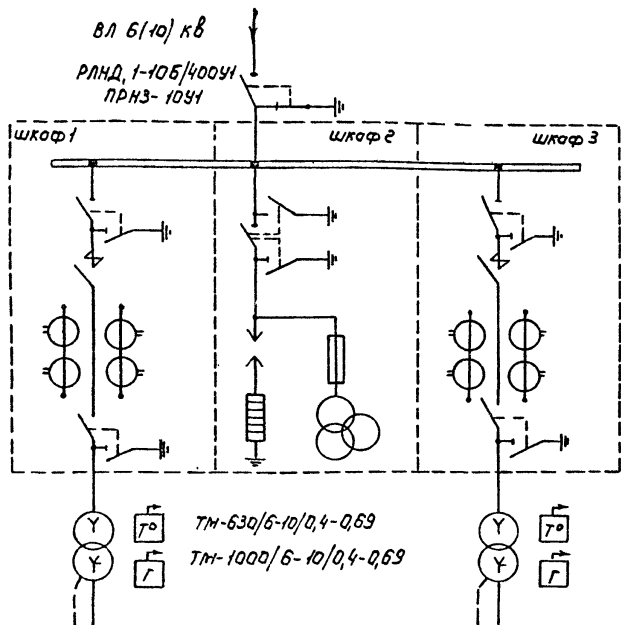 ВЛ 6(10) кВ
РЛНД, 1-10Б/400У1
ПРНЗ-10У1
шкаф 1
шкаф 2
шкаф 3
ТМ-630/6-10/0,4-0,69
ТМ-1000/6-10/0,4-0,69
T°
Г
T°
Г